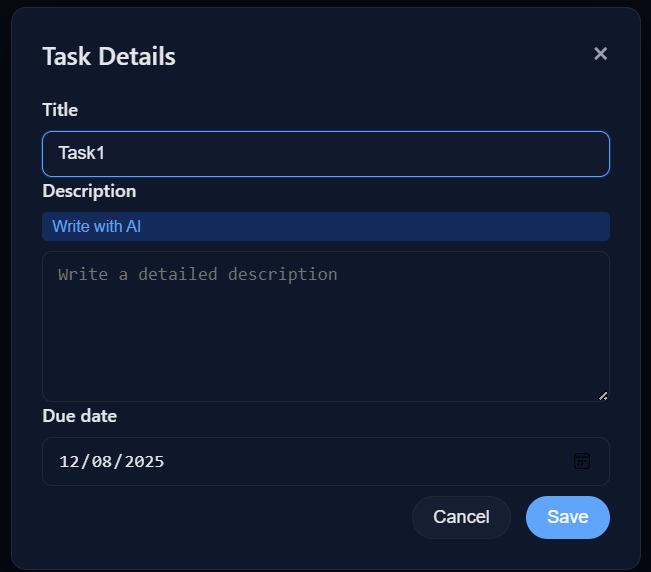 Task Details ×
Title
Task1
Description
Write with AI
Write a detailed description
Due date
12/08/2025
Cancel Save